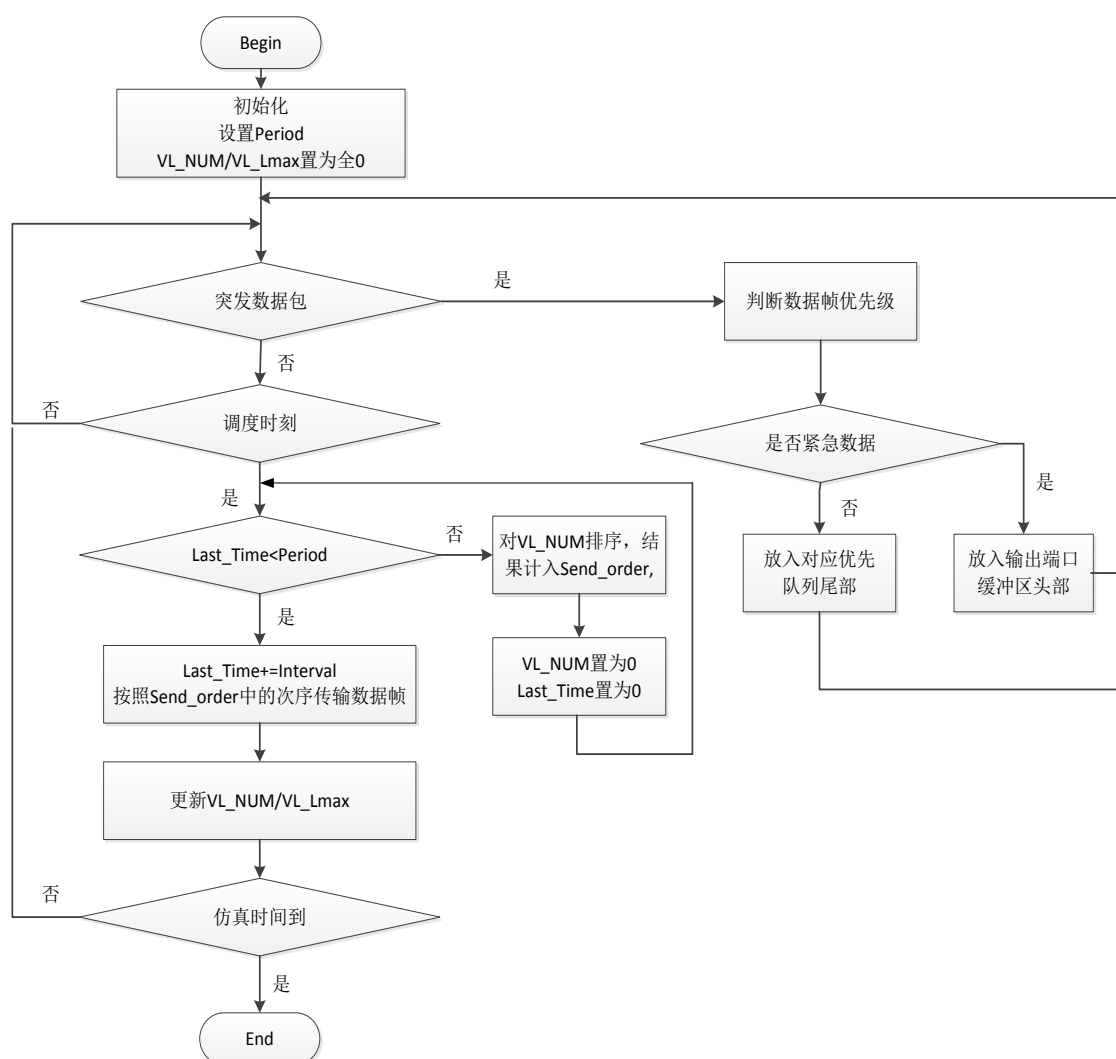 Begin
初始化
设置Period
VL_NUM/VL_Lmax置为全0
突发数据包
是
判断数据帧优先级
否
调度时刻
否
是否紧急数据
是
否
是
Last_Time<Period
否
对VL_NUM排序，结
果计入Send_order,
放入对应优先
队列尾部
放入输出端口
缓冲区头部
是
Last_Time+=Interval
按照Send_order中的次序传输数据帧
VL_NUM置为0
Last_Time置为0
更新VL_NUM/VL_Lmax
否
仿真时间到
是
End